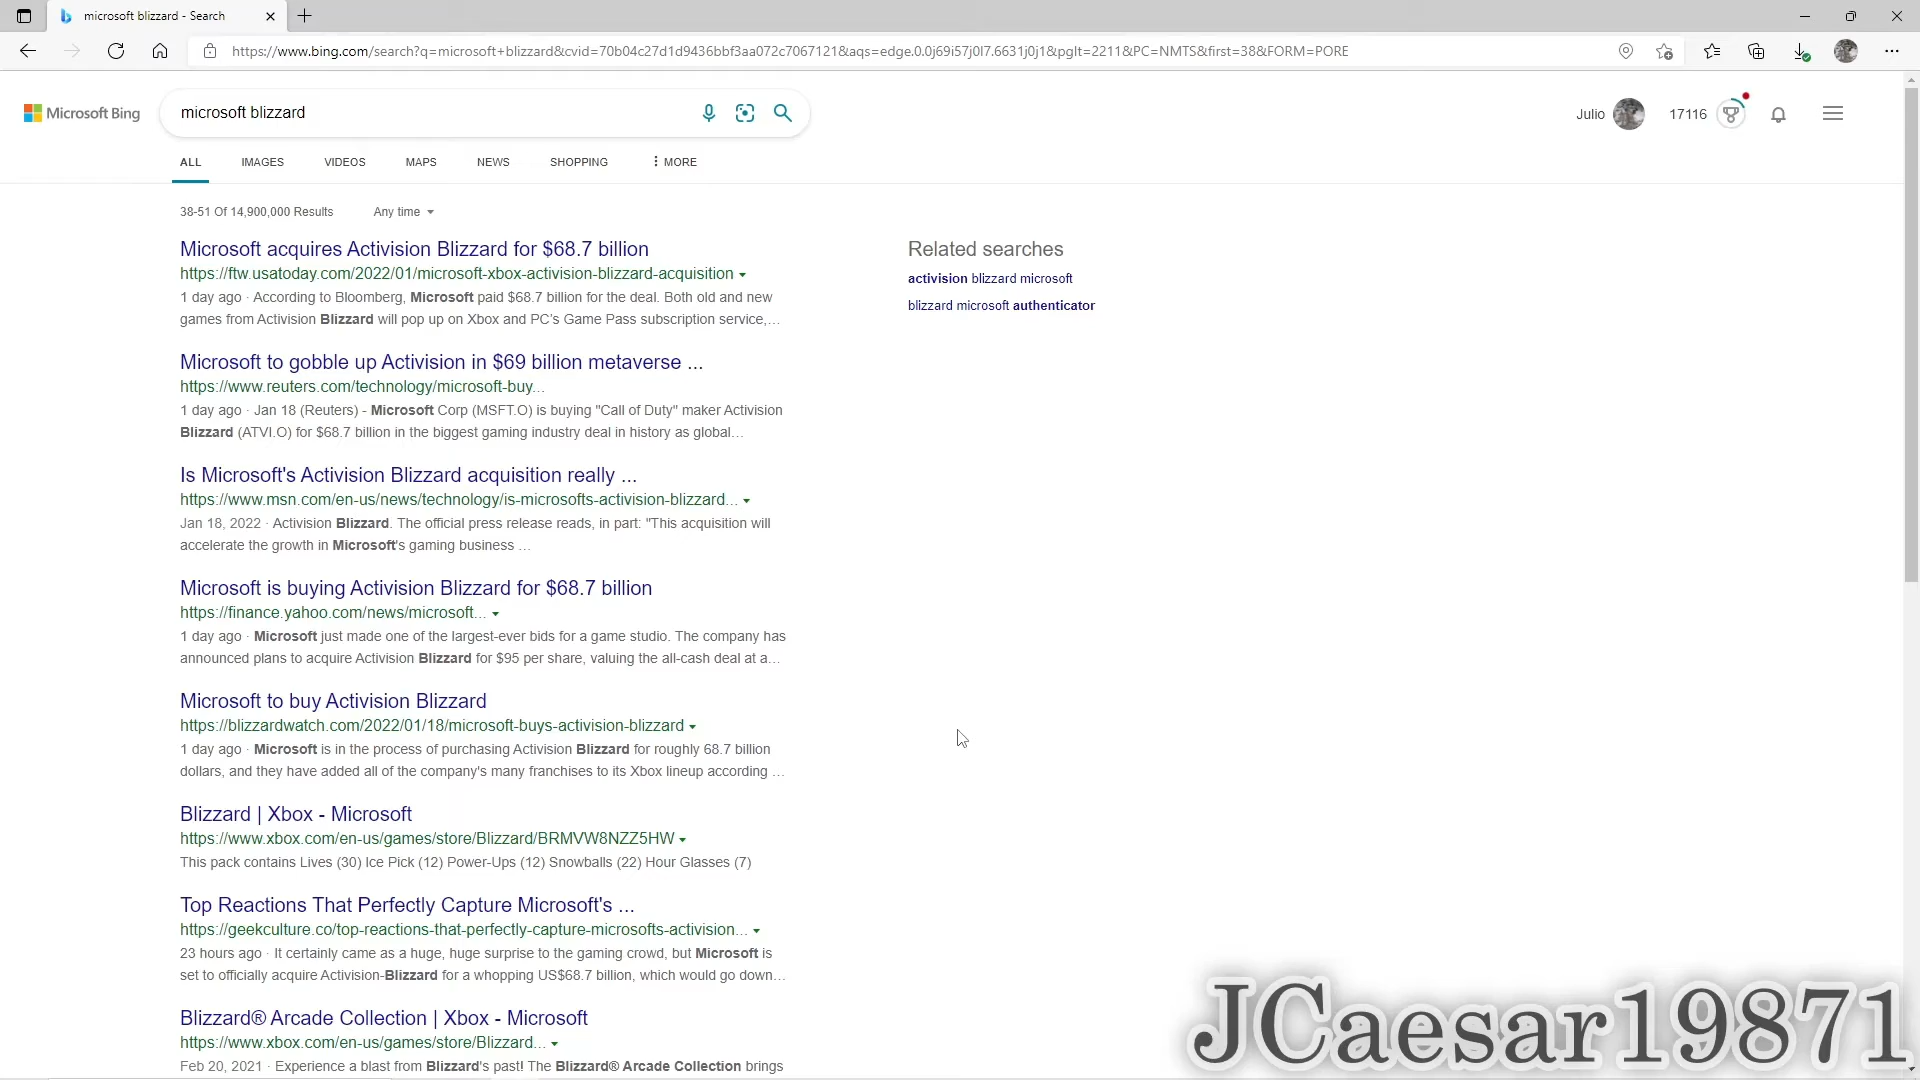 microsoft blizzard - Search
https://www.bing.com/search?q=microsoft+blizzard&cvid=70b04c27d1d9436bbf3aa072c7067121&aqs=edge.0.0j69i57j0l7.6631j0j1&pglt=2211&PC=NMTS&first=38&FORM=PORE
Microsoft Bing
microsoft blizzard
Julio
17116
ALL IMAGES VIDEOS MAPS NEWS SHOPPING MORE
38-51 Of 14,900,000 Results Any time
Microsoft acquires Activision Blizzard for $68.7 billion
https://ftw.usatoday.com/2022/01/microsoft-xbox-activision-blizzard-acquisition
1 day ago · According to Bloomberg, Microsoft paid $68.7 billion for the deal. Both old and new
games from Activision Blizzard will pop up on Xbox and PC's Game Pass subscription service,...
Microsoft to gobble up Activision in $69 billion metaverse ...
https://www.reuters.com/technology/microsoft-buy...
1 day ago · Jan 18 (Reuters) - Microsoft Corp (MSFT.O) is buying "Call of Duty" maker Activision
Blizzard (ATVI.O) for $68.7 billion in the biggest gaming industry deal in history as global...
Is Microsoft's Activision Blizzard acquisition really ...
https://www.msn.com/en-us/news/technology/is-microsofts-activision-blizzard...
Jan 18, 2022 · Activision Blizzard. The official press release reads, in part: "This acquisition will
accelerate the growth in Microsoft's gaming business ...
Microsoft is buying Activision Blizzard for $68.7 billion
https://finance.yahoo.com/news/microsoft...
1 day ago · Microsoft just made one of the largest-ever bids for a game studio. The company has
announced plans to acquire Activision Blizzard for $95 per share, valuing the all-cash deal at a...
Microsoft to buy Activision Blizzard
https://blizzardwatch.com/2022/01/18/microsoft-buys-activision-blizzard
1 day ago · Microsoft is in the process of purchasing Activision Blizzard for roughly 68.7 billion
dollars, and they have added all of the company's many franchises to its Xbox lineup according ...
Blizzard | Xbox - Microsoft
https://www.xbox.com/en-us/games/store/Blizzard/BRMVW8NZZ5HW
This pack contains Lives (30) Ice Pick (12) Power-Ups (12) Snowballs (22) Hour Glasses (7)
Top Reactions That Perfectly Capture Microsoft's ...
https://geekculture.co/top-reactions-that-perfectly-capture-microsofts-activision...
23 hours ago · It certainly came as a huge, huge surprise to the gaming crowd, but Microsoft is
set to officially acquire Activision-Blizzard for a whopping US$68.7 billion, which would go down...
Blizzard® Arcade Collection | Xbox - Microsoft
https://www.xbox.com/en-us/games/store/Blizzard...
Feb 20, 2021 · Experience a blast from Blizzard's past! The Blizzard® Arcade Collection brings
Related searches
activision blizzard microsoft
blizzard microsoft authenticator
JCaesar19871